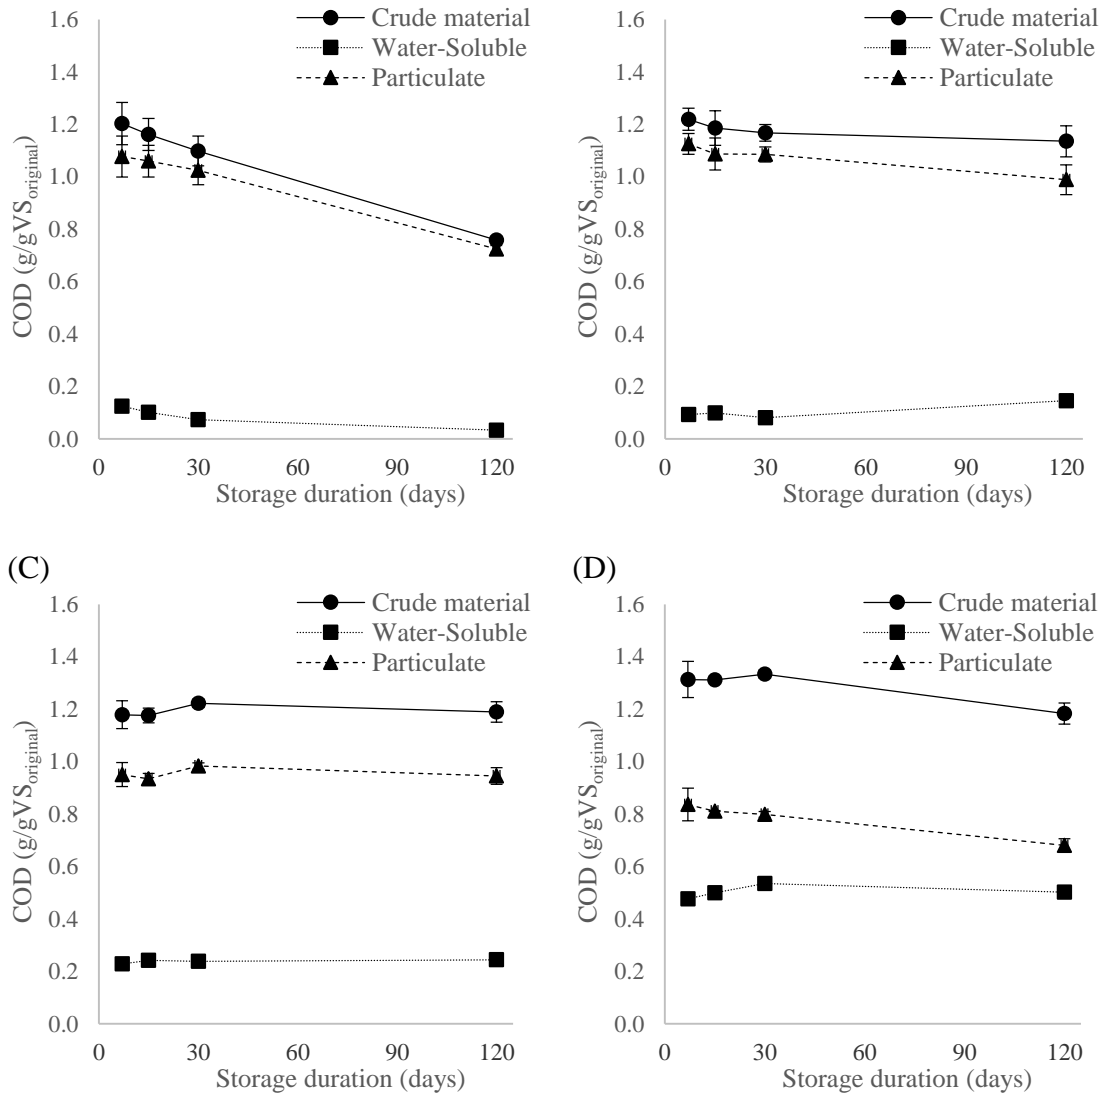 1.6
1.4
1.2
1.0
0.8
0.6
0.4
0.2
0.0
COD (g/gVSoriginal)
Crude material
Water-Soluble
Particulate
0 30 60 90 120
Storage duration (days)
1.6
1.4
1.2
1.0
0.8
0.6
0.4
0.2
0.0
COD (g/gVSoriginal)
Crude material
Water-Soluble
Particulate
0 30 60 90 120
Storage duration (days)
(C)
1.6
1.4
1.2
1.0
0.8
0.6
0.4
0.2
0.0
COD (g/gVSoriginal)
Crude material
Water-Soluble
Particulate
0 30 60 90 120
Storage duration (days)
(D)
1.6
1.4
1.2
1.0
0.8
0.6
0.4
0.2
0.0
COD (g/gVSoriginal)
Crude material
Water-Soluble
Particulate
0 30 60 90 120
Storage duration (days)